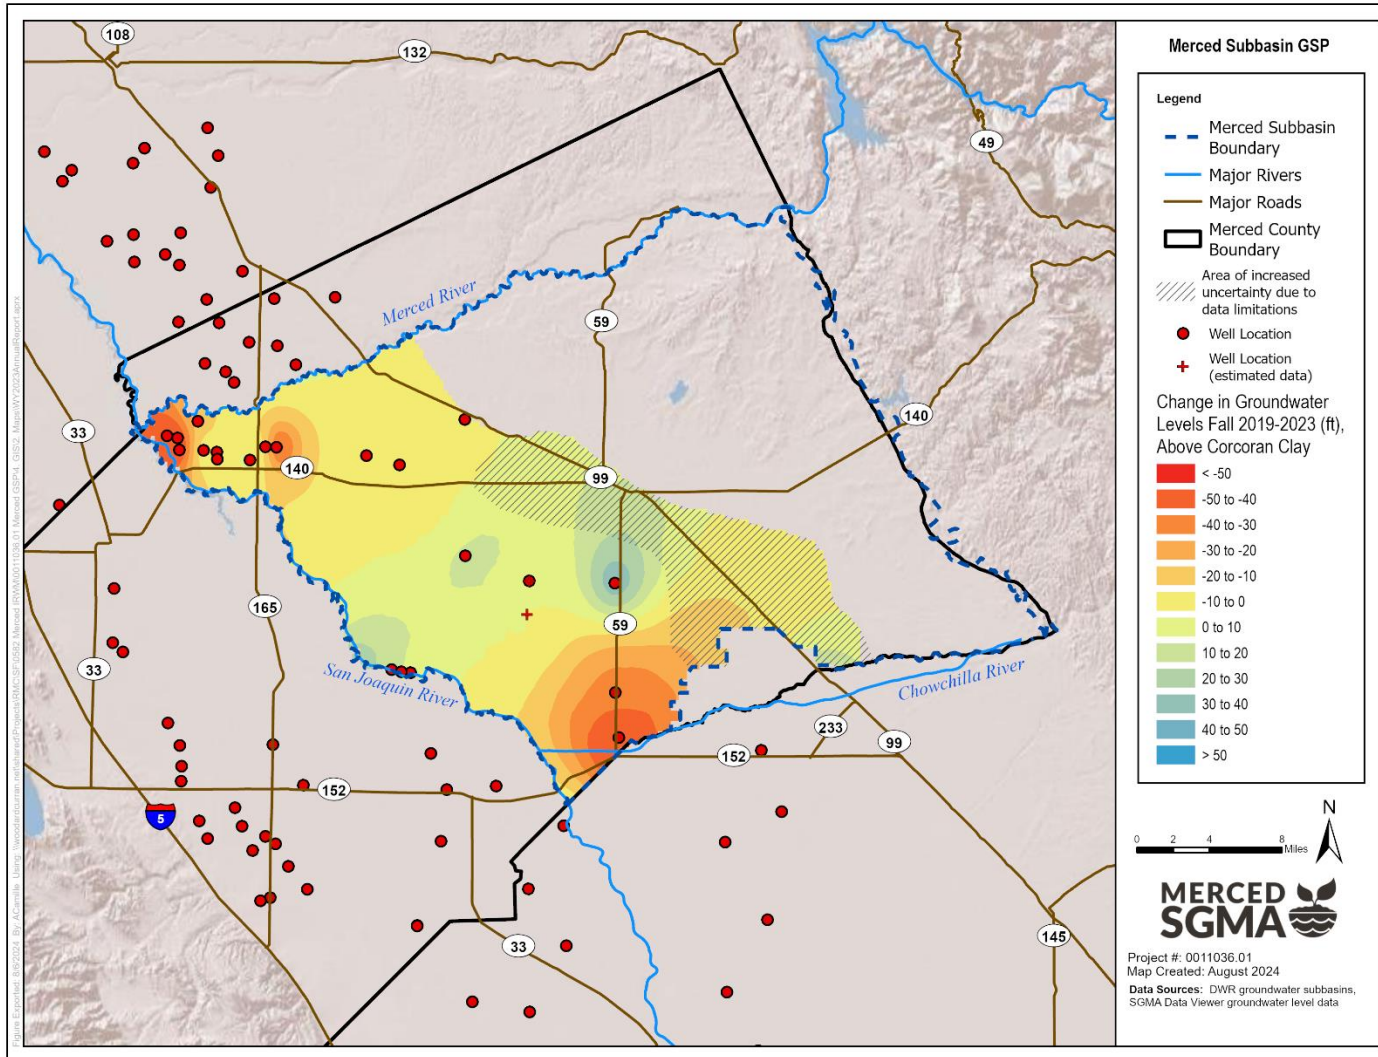 Merced Subbasin GSP
Legend
Merced Subbasin
Boundary
Major Rivers
Major Roads
Merced County
Boundary
Area of increased
uncertainty due to
data limitations
Well Location
Well Location
(estimated data)
Change in Groundwater
Levels Fall 2019-2023 (ft),
Above Corcoran Clay
< -50
-50 to -40
-40 to -30
-30 to -20
-20 to -10
-10 to 0
0 to 10
10 to 20
20 to 30
30 to 40
40 to 50
> 50
N
0 2 4 8
Miles
MERCED
SGMA
Project #: 0011036.01
Map Created: August 2024
Data Sources: DWR groundwater subbasins,
SGMA Data Viewer groundwater level data
108
132
49
Merced River
59
140
33
140
99
165
59
33
San Joaquin River
Chowchilla River
233
99
152
152
5
33
145